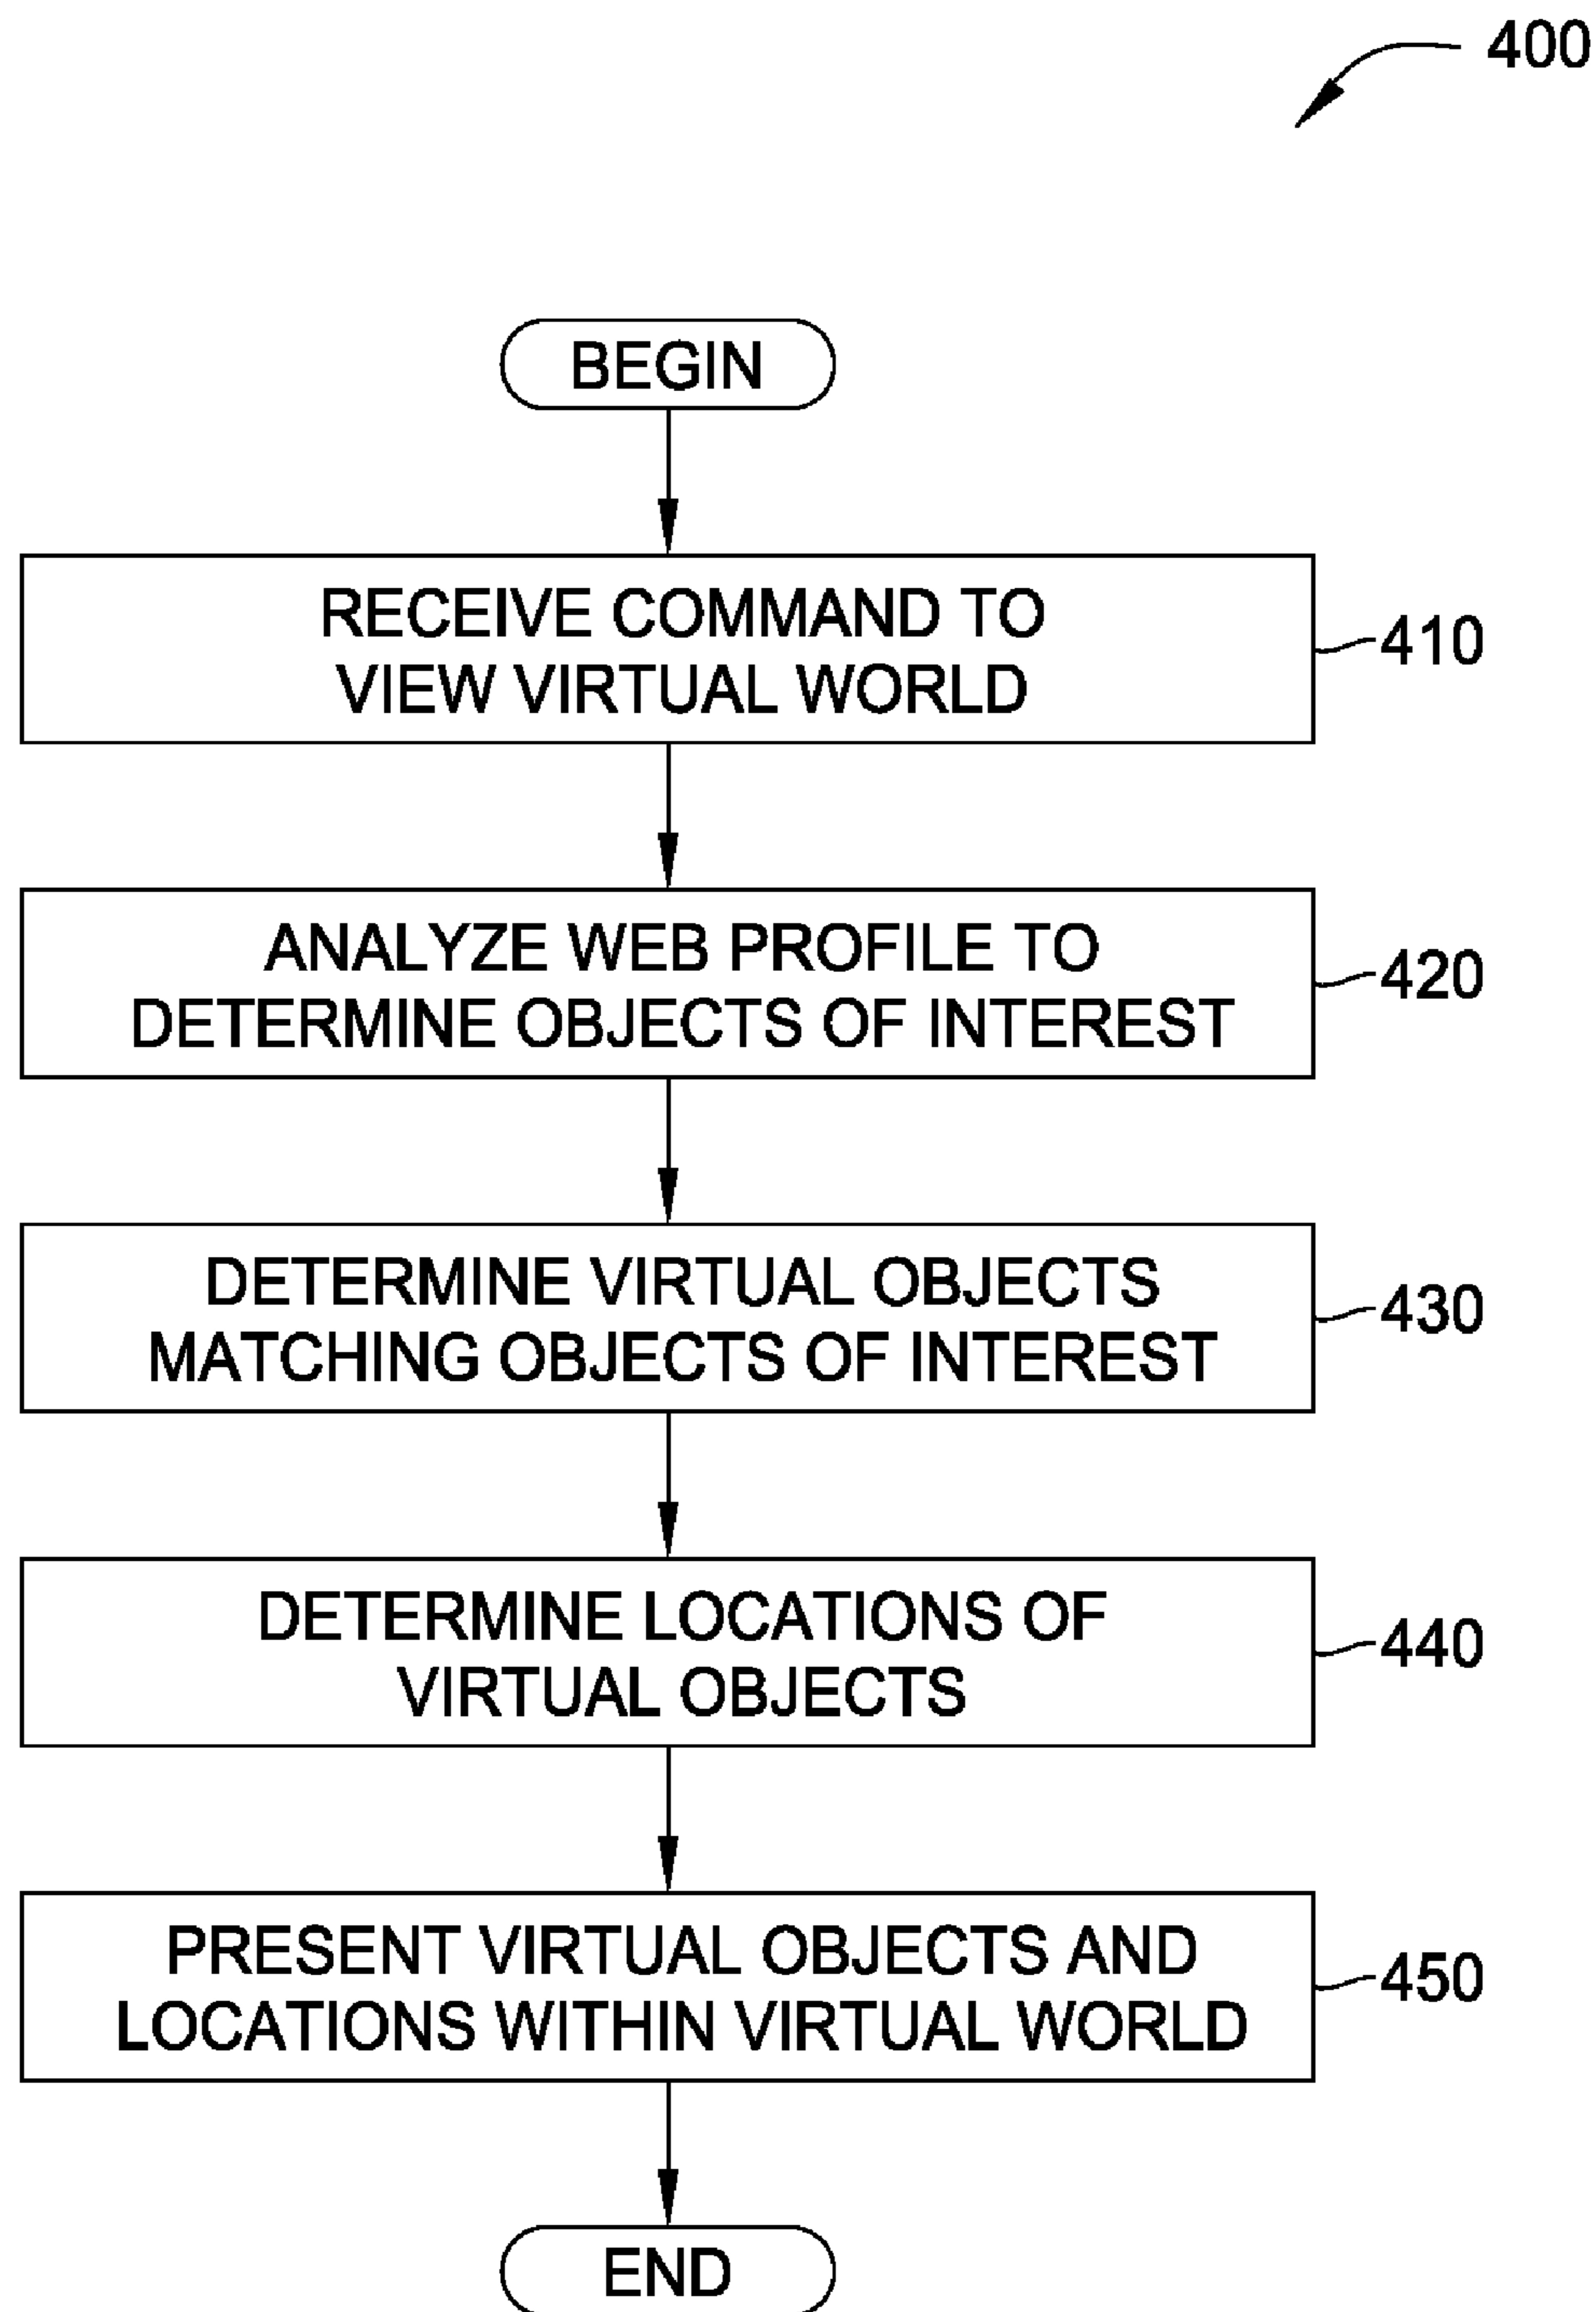 400
BEGIN
RECEIVE COMMAND TO
VIEW VIRTUAL WORLD
410
ANALYZE WEB PROFILE TO
DETERMINE OBJECTS OF INTEREST
420
DETERMINE VIRTUAL OBJECTS
MATCHING OBJECTS OF INTEREST
430
DETERMINE LOCATIONS OF
VIRTUAL OBJECTS
440
PRESENT VIRTUAL OBJECTS AND
LOCATIONS WITHIN VIRTUAL WORLD
450
END